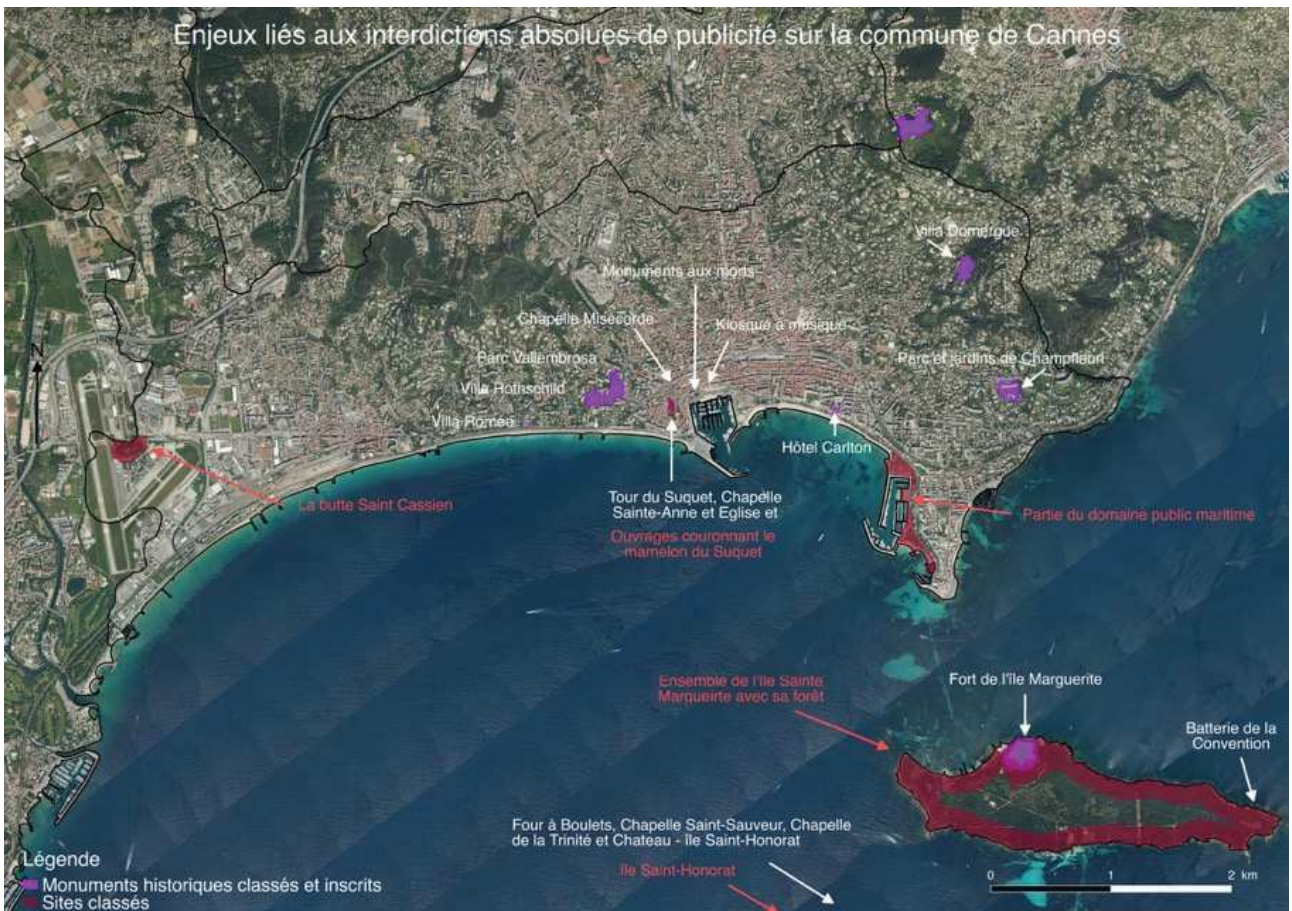 Enjeux liés aux interdictions absolues de publicité sur la commune de Cannes
Villa Domergue
Monuments aux morts
Chapelle Misécorde
Kiosque à musique
Parc Vallembrosa
Parc et jardins de Champfleuri
Villa Rothschild
Villa Romée
N
Hôtel Carlton
La butte Saint Cassien
Tour du Suquet, Chapelle
Sainte-Anne et Eglise et
Ouvrages couronnant le
mamelon du Suquet
Partie du domaine public maritime
Ensemble de l'île Sainte
Margueirte avec sa forêt
Fort de l'île Marguerite
Batterie de la
Convention
Four à Boulets, Chapelle Saint-Sauveur, Chapelle
de la Trinité et Chateau - île Saint-Honorat
île Saint-Honorat
Légende
Monuments historiques classés et inscrits
Sites classés
0 1 2 km